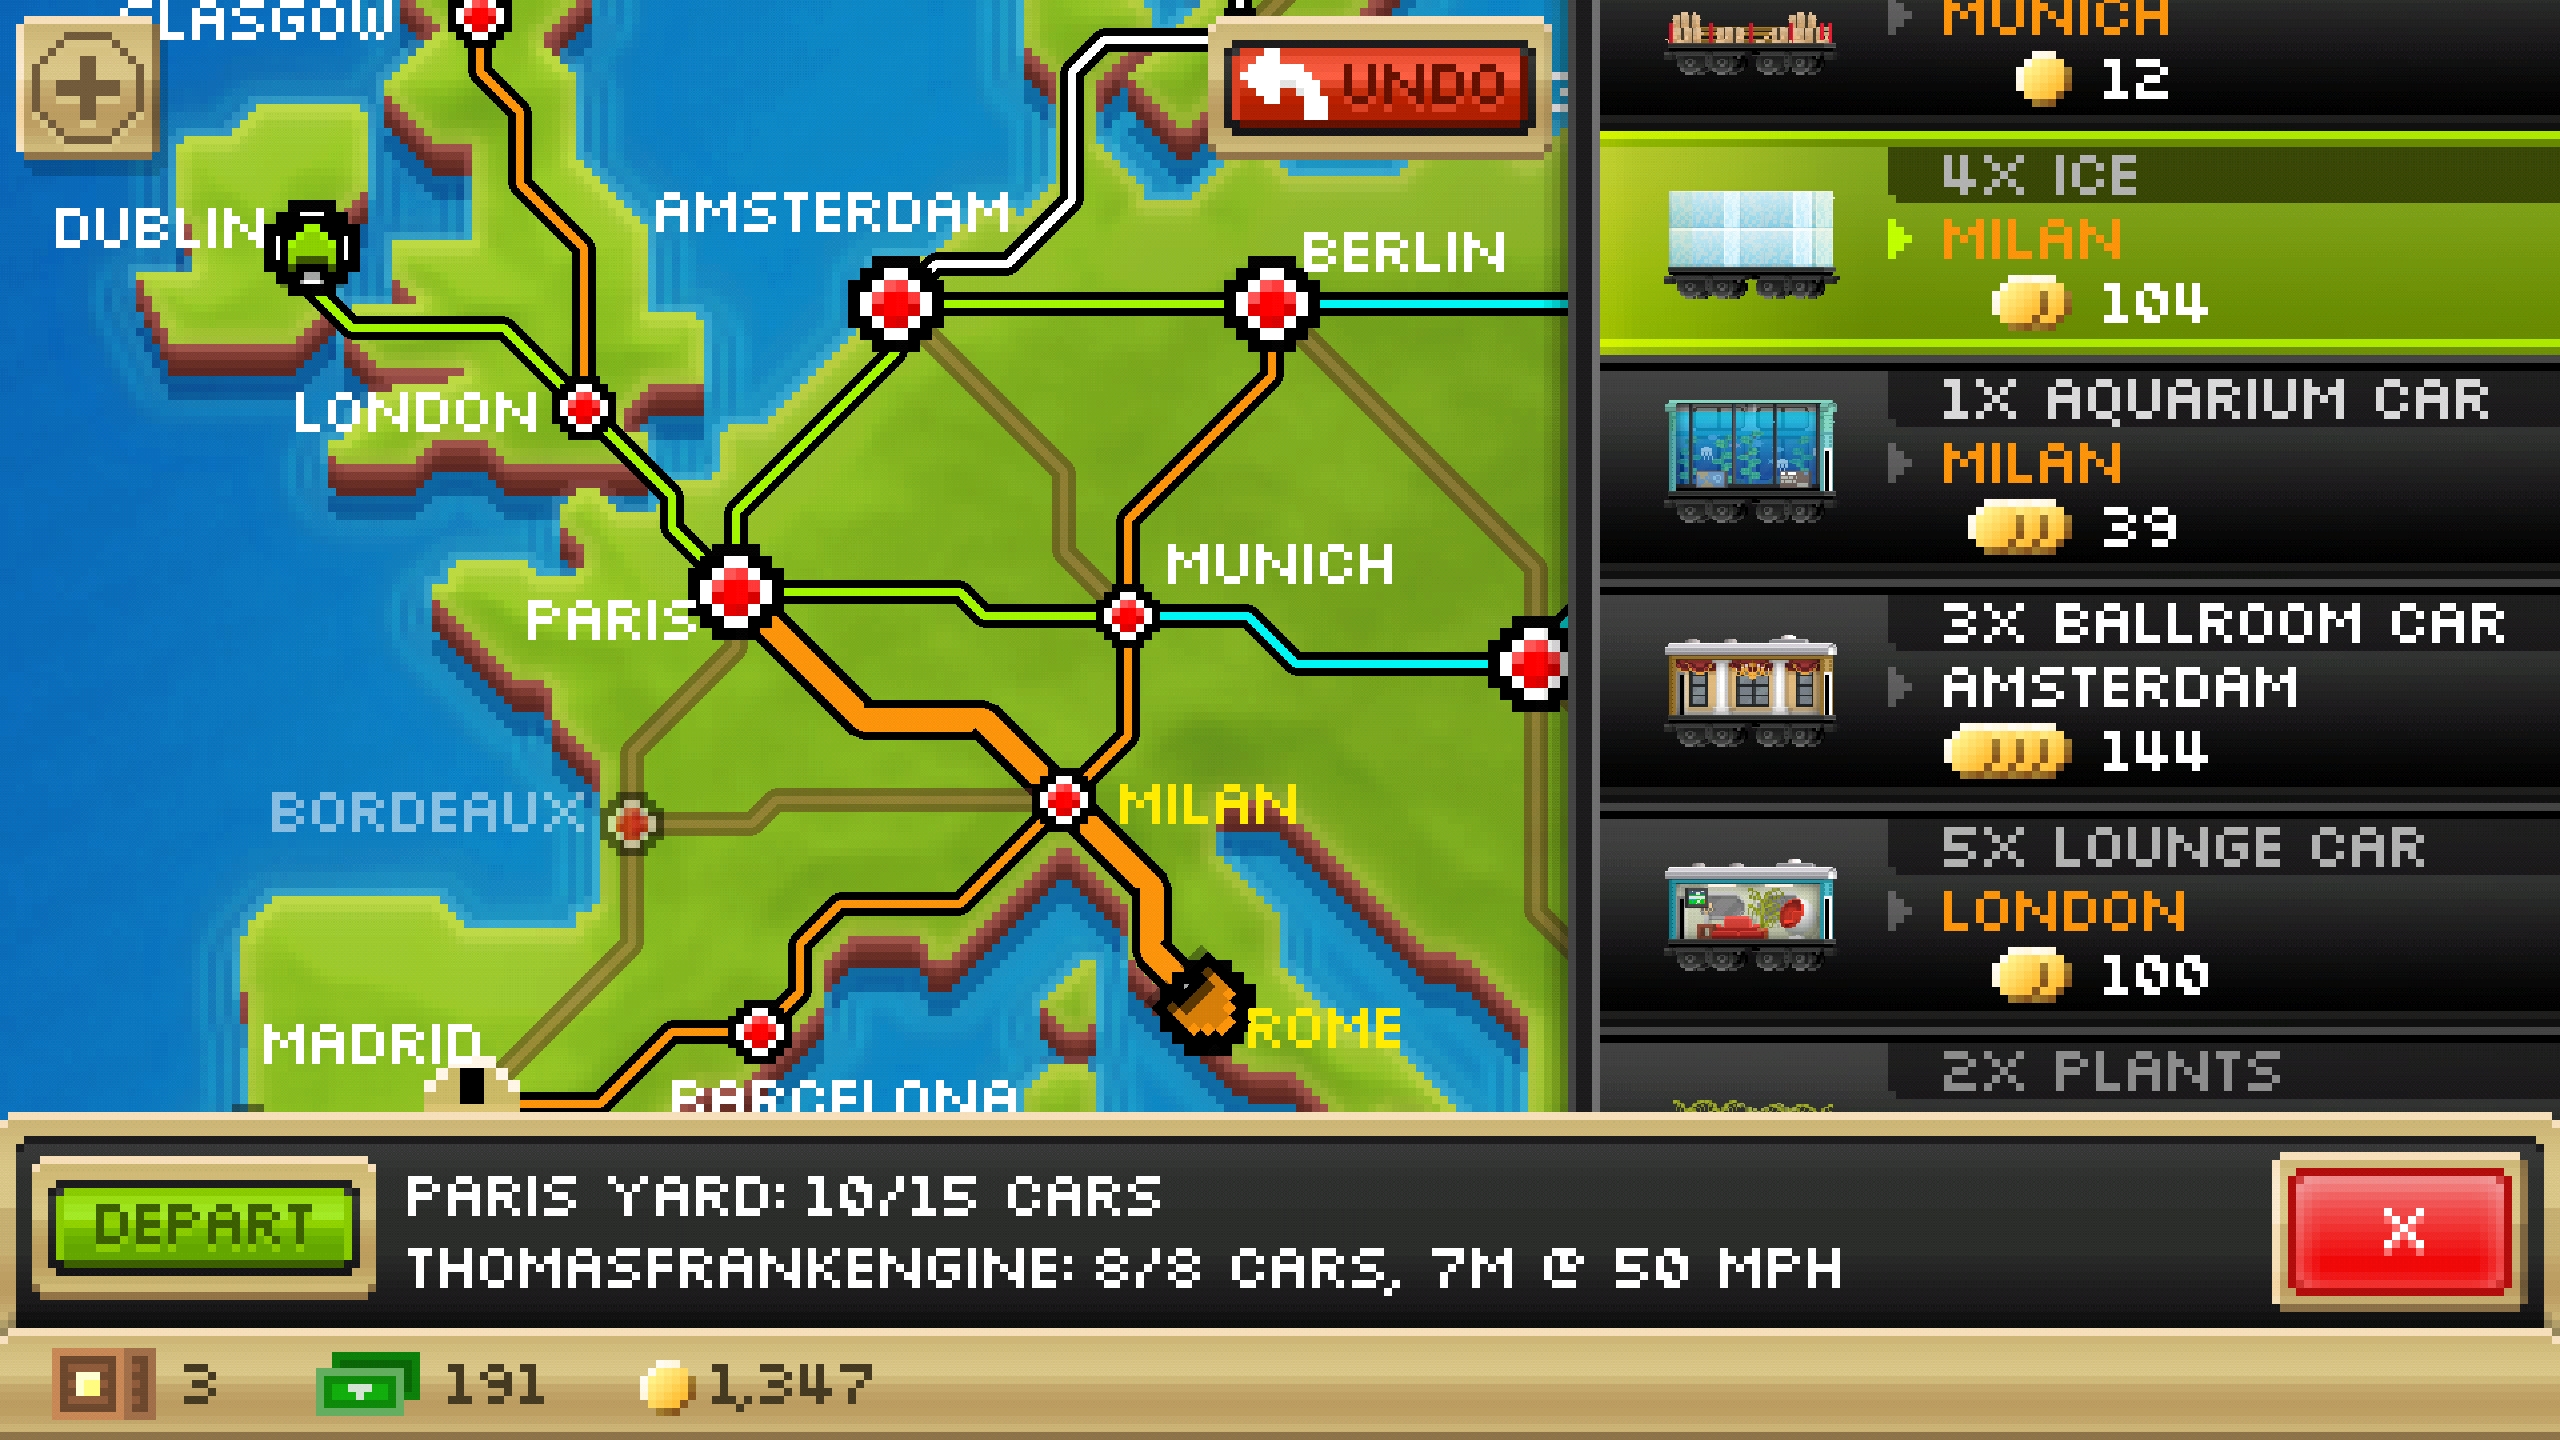 GLASGOW
UNDO
DUBLIN
AMSTERDAM
BERLIN
LONDON
MUNICH
PARIS
BORDEAUX
MILAN
MADRID
ROME
BARCELONA
MUNICH
12
4X ICE
MILAN
104
1X AQUARIUM CAR
MILAN
39
3X BALLROOM CAR
AMSTERDAM
144
5X LOUNGE CAR
LONDON
100
2X PLANTS
DEPART
PARIS YARD: 10/15 CARS
THOMASFRANKENGINE: 8/8 CARS, 7M @ 50 MPH
X
3
191
1,347